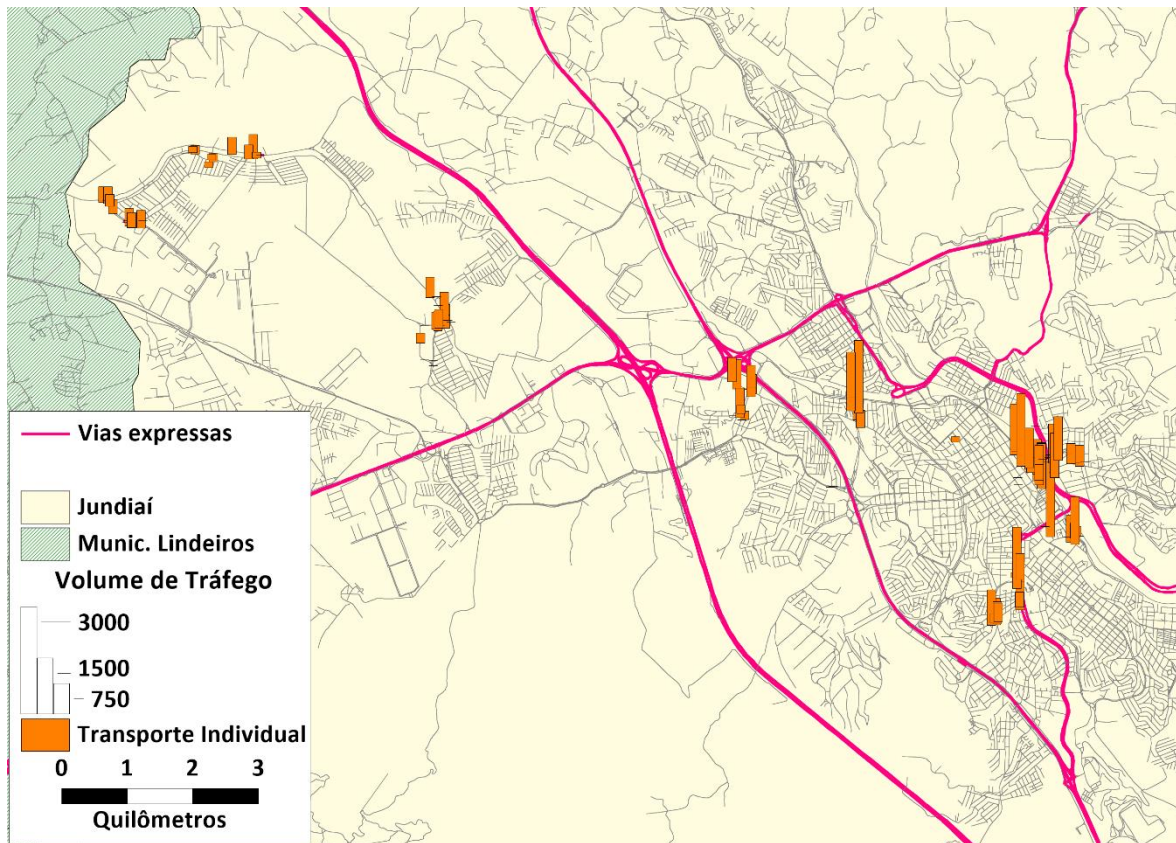 Vias expressas
Jundiaí
Munic. Lindeiros
Volume de Tráfego
3000
1500
750
Transporte Individual
0 1 2 3
Quilômetros